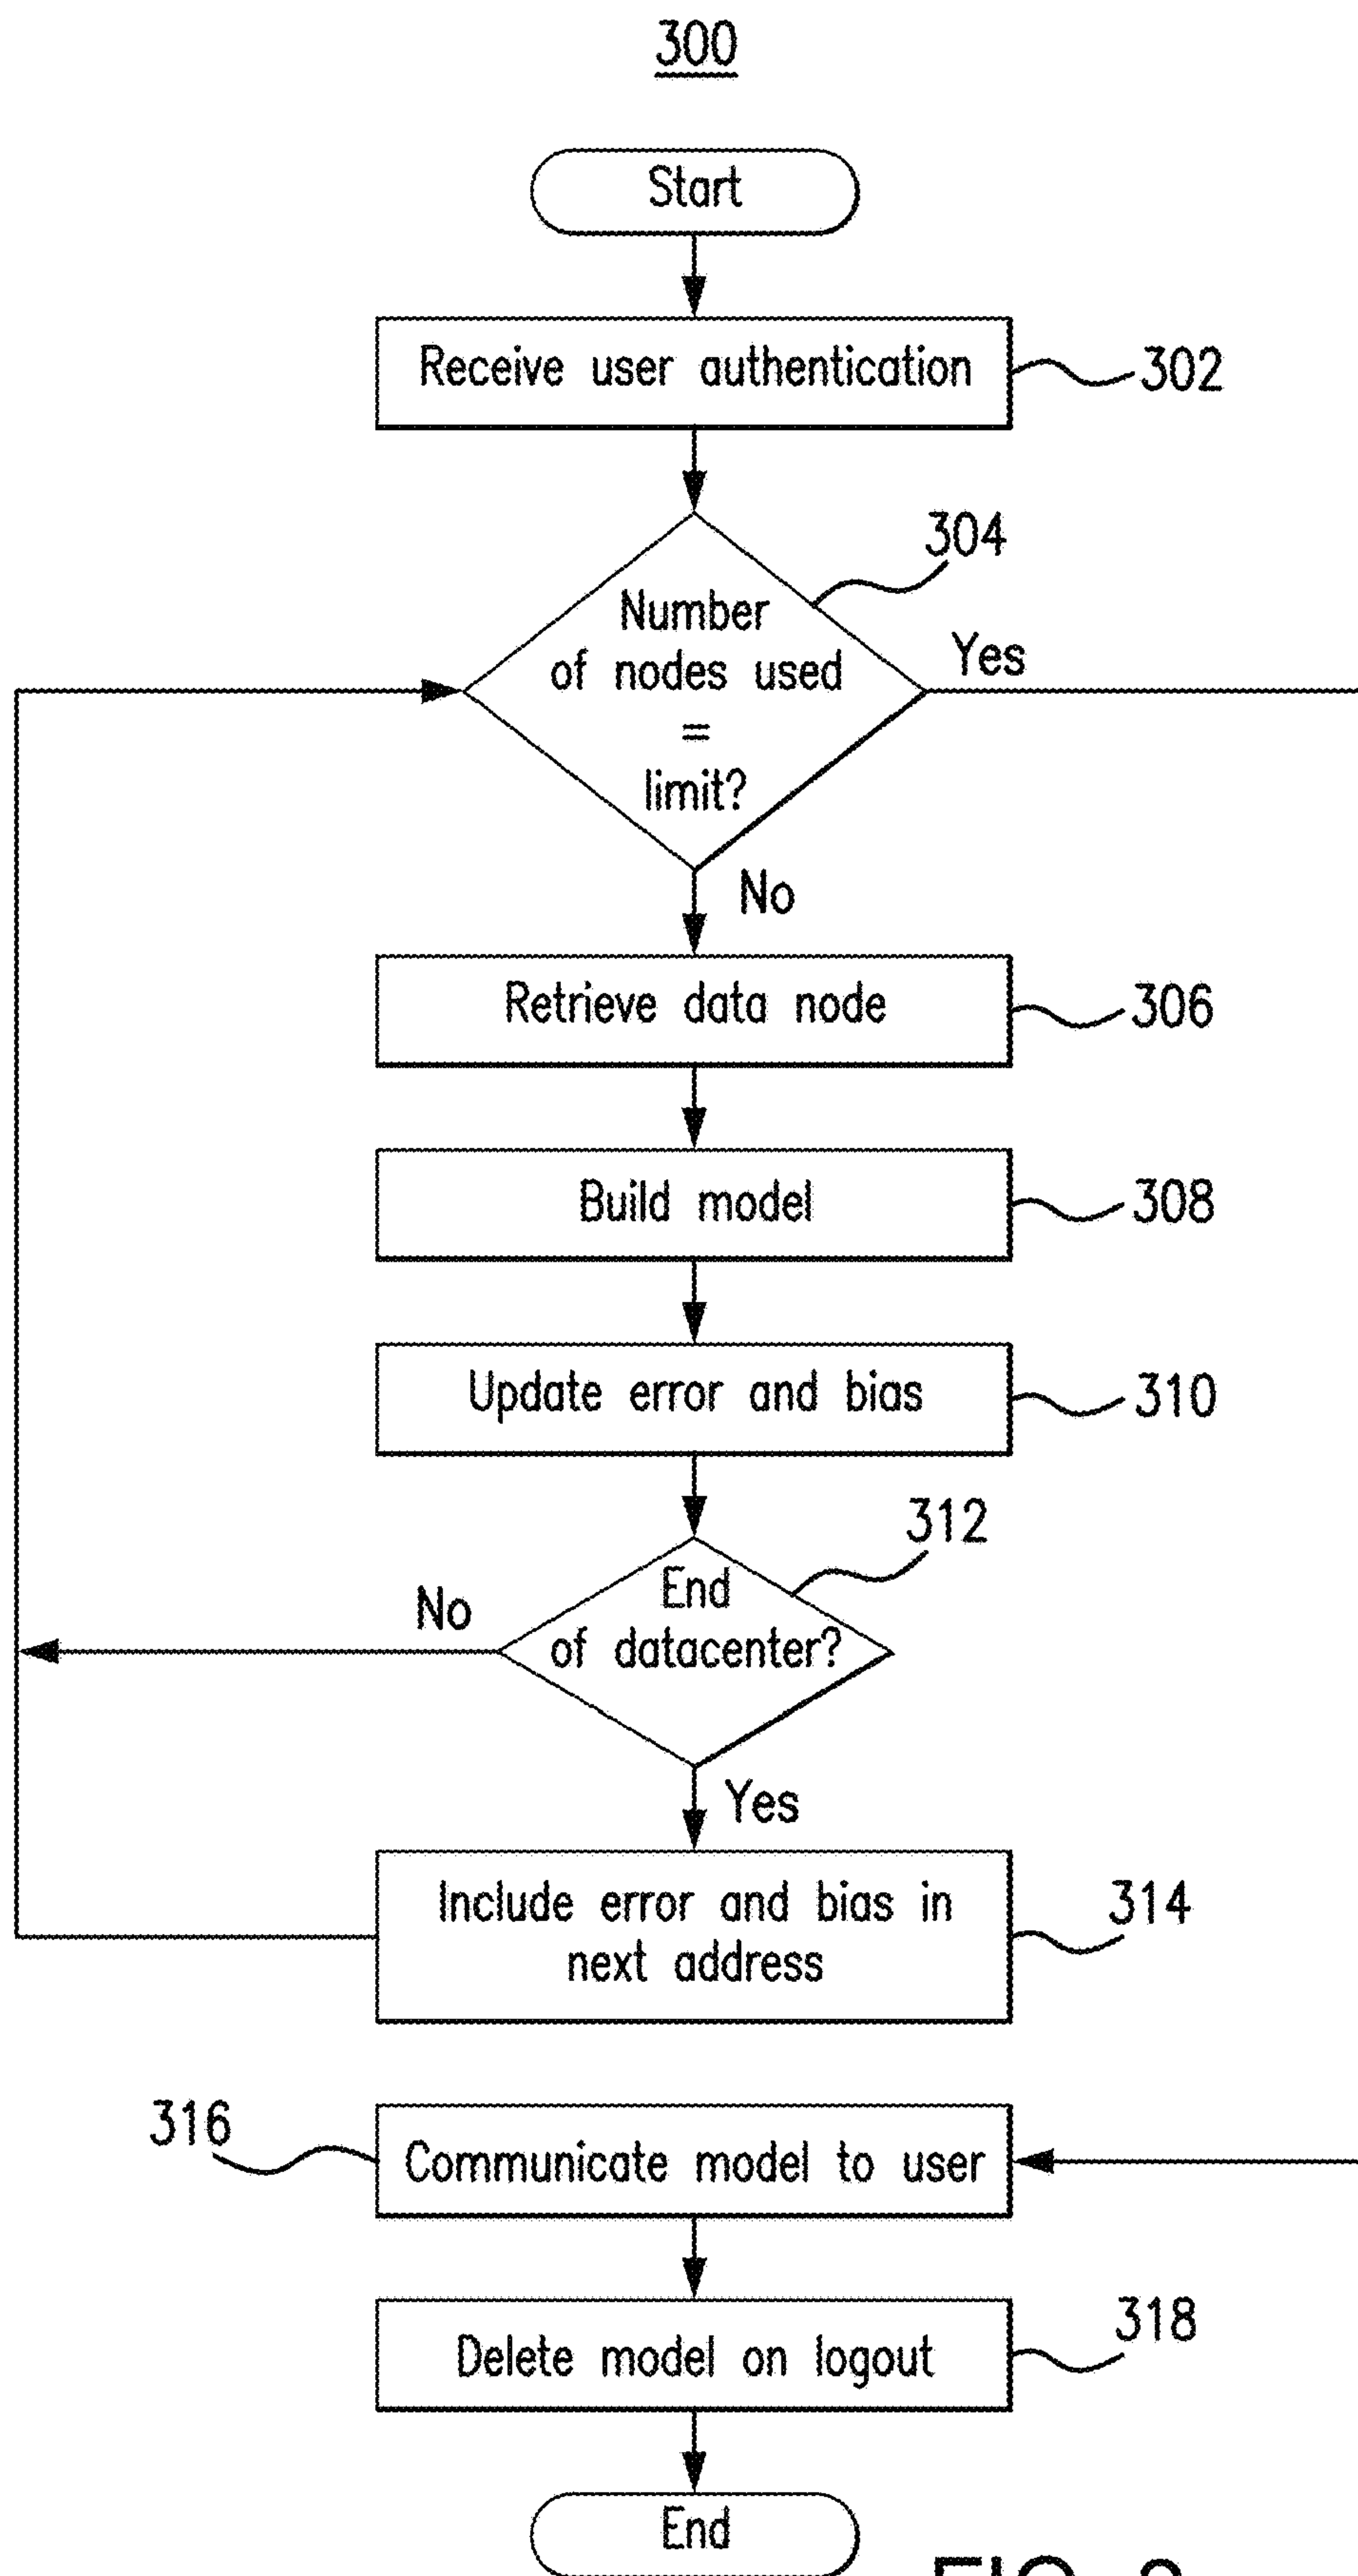 300
Start
Receive user authentication
302
304
Number
of nodes used
=
limit?
Yes
No
Retrieve data node
306
Build model
308
Update error and bias
310
312
End
of datacenter?
No
Yes
Include error and bias in
next address
314
316
Communicate model to user
Delete model on logout
318
End